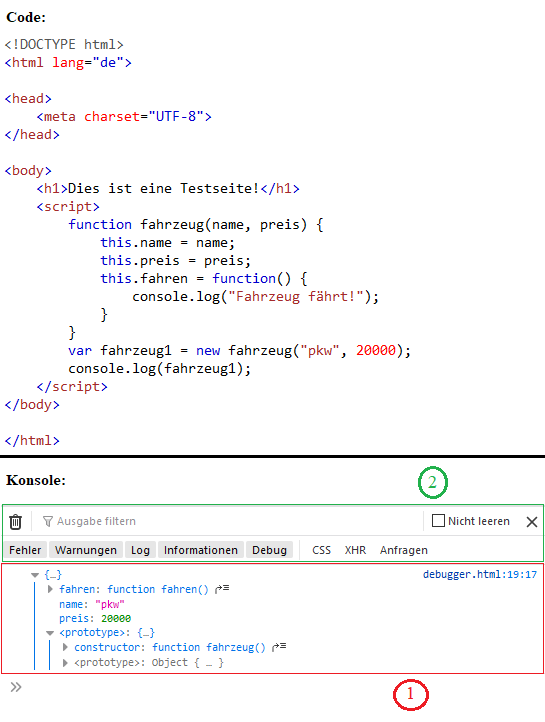 Code:
<!DOCTYPE html>
<html lang="de">
<head>
    <meta charset="UTF-8">
</head>
<body>
    <h1>Dies ist eine Testseite!</h1>
    <script>
        function fahrzeug(name, preis) {
            this.name = name;
            this.preis = preis;
            this.fahren = function() {
                console.log("Fahrzeug fährt!");
            }
        }
        var fahrzeug1 = new fahrzeug("pkw", 20000);
        console.log(fahrzeug1);
    </script>
</body>
</html>
Konsole:
2
Ausgabe filtern Nicht leeren
Fehler Warnungen Log Informationen Debug CSS XHR Anfragen
{…} debugger.html:19:17
fahren: function fahren()
name: "pkw"
preis: 20000
<prototype>: {…}
constructor: function fahrzeug()
<prototype>: Object { … }
1